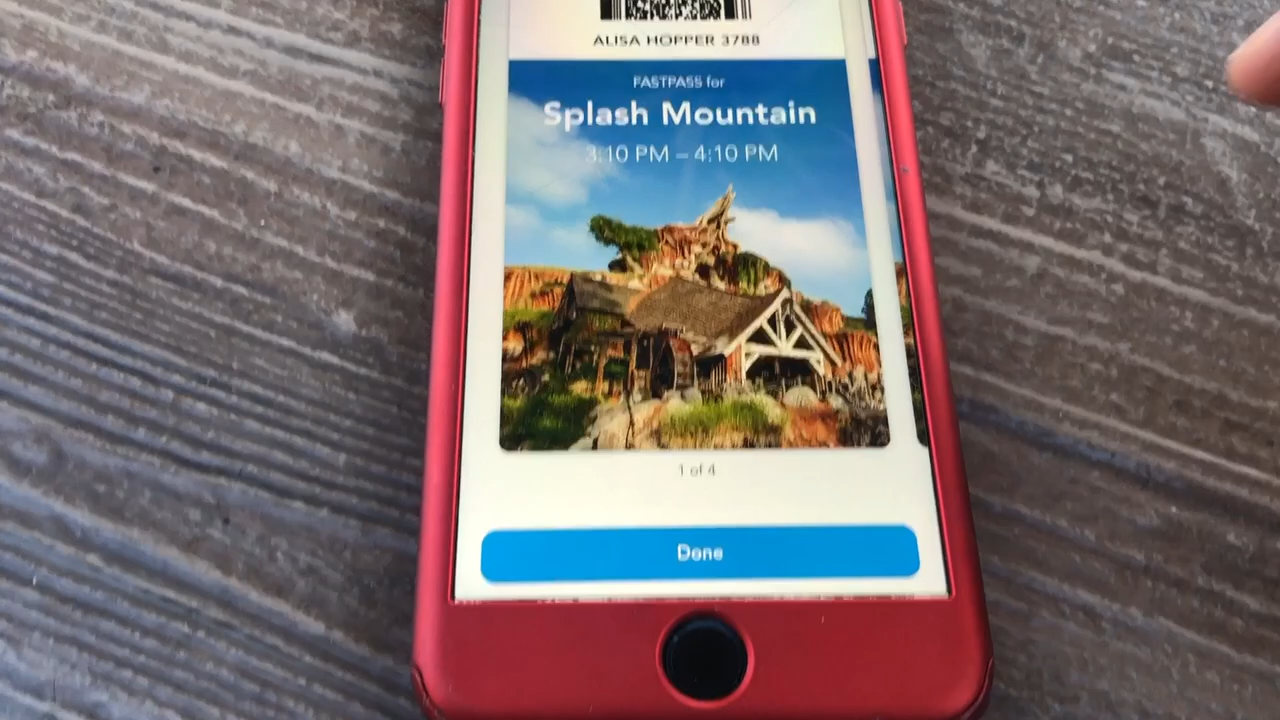 ALISA HOPPER 3788
FASTPASS for
Splash Mountain
3:10 PM – 4:10 PM
1 of 4
Done